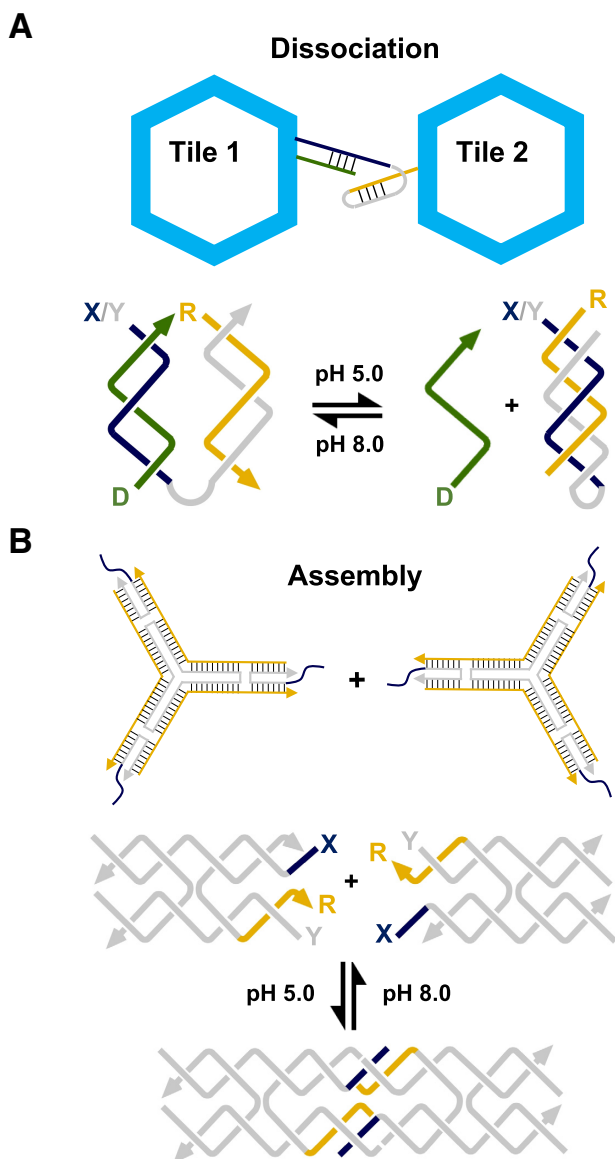 A
Dissociation
Tile 1
Tile 2
X/Y
R
D
pH 5.0
pH 8.0
X/Y
R
+
D
B
Assembly
+
X
R
Y
+
Y
R
X
pH 5.0
pH 8.0